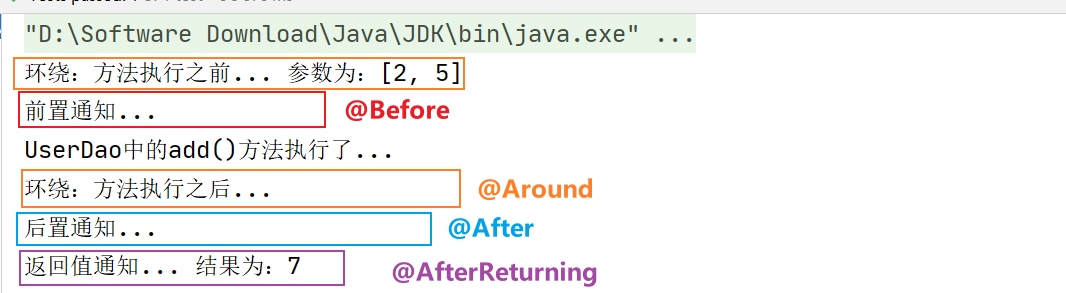 "D:\Software Download\Java\JDK\bin\java.exe" ...
环绕：方法执行之前... 参数为：[2, 5]
前置通知... @Before
UserDao中的add()方法执行了...
环绕：方法执行之后... @Around
后置通知... @After
返回值通知... 结果为：7 @AfterReturning